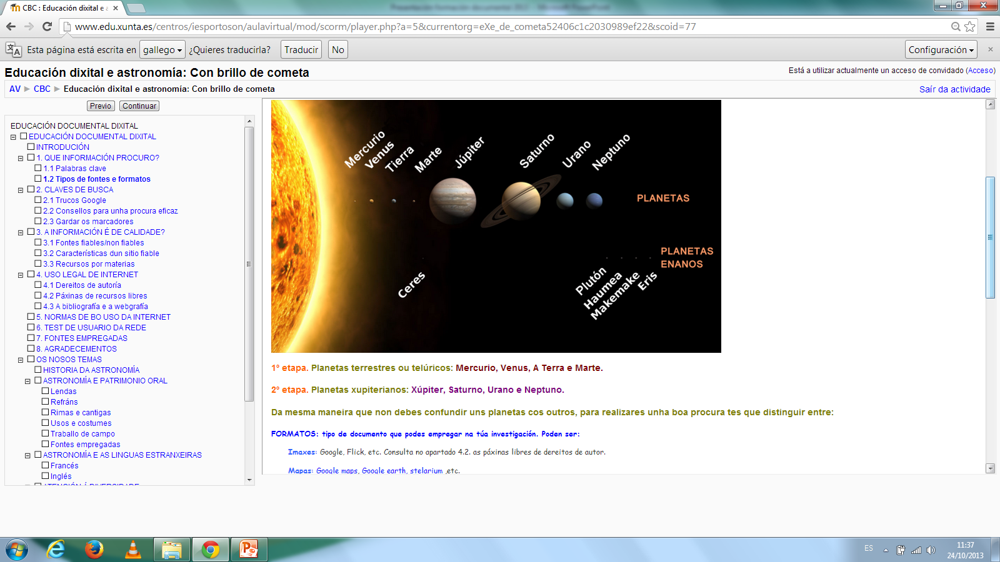 Presentación formación documental 2013 - Microsoft PowerPoint
CBC : Educación dixital e a
www.edu.xunta.es/centros/iesportoson/aulavirtual/mod/scorm/player.php?a=5&currentorg=eXe_de_cometa52406c1c2030989ef22&scoid=77
Esta página está escrita en gallego ¿Quieres traducirla? Traducir No Configuración
Educación dixital e astronomía: Con brillo de cometa
Está a utilizar actualmente un acceso de convidado (Acceso)
AV ► CBC ► Educación dixital e astronomía: Con brillo de cometa
Saír da actividade
Previo Continuar
EDUCACIÓN DOCUMENTAL DIXITAL
EDUCACIÓN DOCUMENTAL DIXITAL
INTRODUCIÓN
1. QUE INFORMACIÓN PROCURO?
1.1 Palabras clave
1.2 Tipos de fontes e formatos
2. CLAVES DE BUSCA
2.1 Trucos Google
2.2 Consellos para unha procura eficaz
2.3 Gardar os marcadores
3. A INFORMACIÓN É DE CALIDADE?
3.1 Fontes fiables/non fiables
3.2 Características dun sitio fiable
3.3 Recursos por materias
4. USO LEGAL DE INTERNET
4.1 Dereitos de autoría
4.2 Páxinas de recursos libres
4.3 A bibliografía e a webgrafía
5. NORMAS DE BO USO DA INTERNET
6. TEST DE USUARIO DA REDE
7. FONTES EMPREGADAS
8. AGRADECEMENTOS
OS NOSOS TEMAS
HISTORIA DA ASTRONOMÍA
ASTRONOMÍA E PATRIMONIO ORAL
Lendas
Refráns
Rimas e cantigas
Usos e costumes
Traballo de campo
Fontes empregadas
ASTRONOMÍA E AS LINGUAS ESTRANXEIRAS
Francés
Inglés
ATENCIÓN Á DIVERSIDADE
Mercurio
Venus
Tierra
Marte
Júpiter
Saturno
Urano
Neptuno
PLANETAS
PLANETAS
ENANOS
Ceres
Plutón
Haumea
Makemake
Eris
1º etapa. Planetas terrestres ou telúricos: Mercurio, Venus, A Terra e Marte.
2º etapa. Planetas xupiterianos: Xúpiter, Saturno, Urano e Neptuno.
Da mesma maneira que non debes confundir uns planetas cos outros, para realizares unha boa procura tes que distinguir entre:
FORMATOS: tipo de documento que podes empregar na túa investigación. Poden ser:
Imaxes: Google, Flick, etc. Consulta no apartado 4.2. as páxinas libres de dereitos de autor.
Mapas: Google maps, Google earth, stelarium ,etc.
ES
11:37
24/10/2013